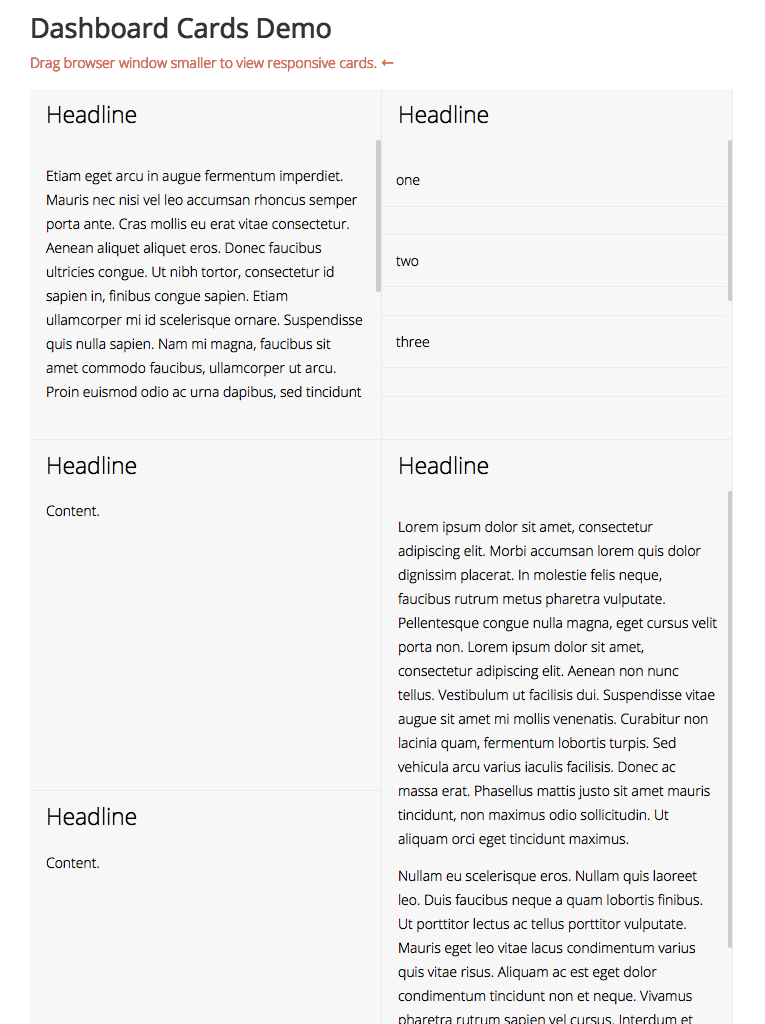 Dashboard Cards Demo
Drag browser window smaller to view responsive cards. ←
Headline
Etiam eget arcu in augue fermentum imperdiet.
Mauris nec nisi vel leo accumsan rhoncus semper
porta ante. Cras mollis eu erat vitae consectetur.
Aenean aliquet aliquet eros. Donec faucibus
ultricies congue. Ut nibh tortor, consectetur id
sapien in, finibus congue sapien. Etiam
ullamcorper mi id scelerisque ornare. Suspendisse
quis nulla sapien. Nam mi magna, faucibus sit
amet commodo faucibus, ullamcorper ut arcu.
Proin euismod odio ac urna dapibus, sed tincidunt
Headline
one
two
three
Headline
Content.
Headline
Lorem ipsum dolor sit amet, consectetur
adipiscing elit. Morbi accumsan lorem quis dolor
dignissim placerat. In molestie felis neque,
faucibus rutrum metus pharetra vulputate.
Pellentesque congue nulla magna, eget cursus velit
porta non. Lorem ipsum dolor sit amet,
consectetur adipiscing elit. Aenean non nunc
tellus. Vestibulum ut facilisis dui. Suspendisse vitae
augue sit amet mi mollis venenatis. Curabitur non
lacinia quam, fermentum lobortis turpis. Sed
vehicula arcu varius iaculis facilisis. Donec ac
massa erat. Phasellus mattis justo sit amet mauris
tincidunt, non maximus odio sollicitudin. Ut
aliquam orci eget tincidunt maximus.
Nullam eu scelerisque eros. Nullam quis laoreet
leo. Duis faucibus neque a quam lobortis finibus.
Ut porttitor lectus ac tellus porttitor vulputate.
Mauris eget leo vitae lacus condimentum varius
quis vitae risus. Aliquam ac est eget dolor
condimentum tincidunt non et neque. Vivamus
pharetra rutrum sapien vel cursus. Interdum et
Headline
Content.